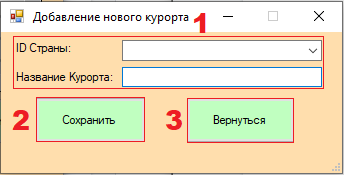 Добавление нового курорта
1
ID Страны:
Название Курорта:
2 Сохранить 3 Вернуться